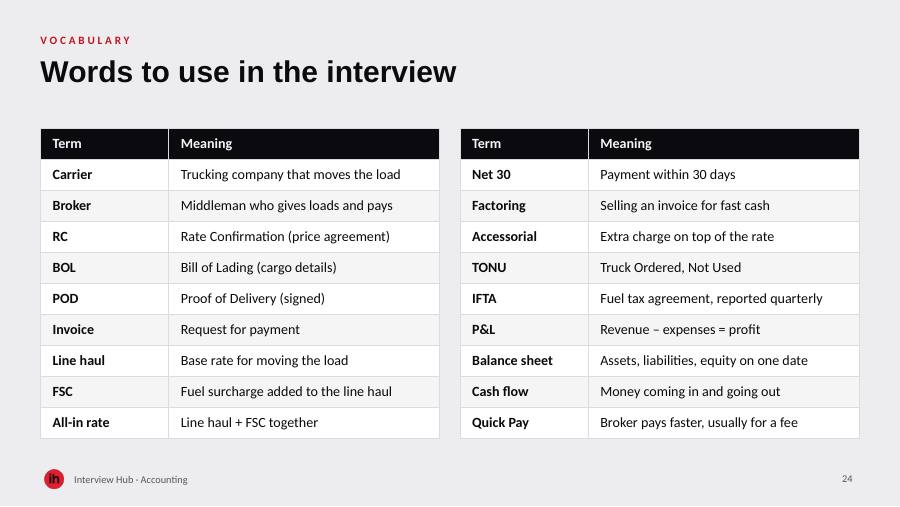 VOCABULARY
Words to use in the interview
Term Meaning
Carrier Trucking company that moves the load
Broker Middleman who gives loads and pays
RC Rate Confirmation (price agreement)
BOL Bill of Lading (cargo details)
POD Proof of Delivery (signed)
Invoice Request for payment
Line haul Base rate for moving the load
FSC Fuel surcharge added to the line haul
All-in rate Line haul + FSC together
Term Meaning
Net 30 Payment within 30 days
Factoring Selling an invoice for fast cash
Accessorial Extra charge on top of the rate
TONU Truck Ordered, Not Used
IFTA Fuel tax agreement, reported quarterly
P&L Revenue – expenses = profit
Balance sheet Assets, liabilities, equity on one date
Cash flow Money coming in and going out
Quick Pay Broker pays faster, usually for a fee
ih Interview Hub · Accounting
24